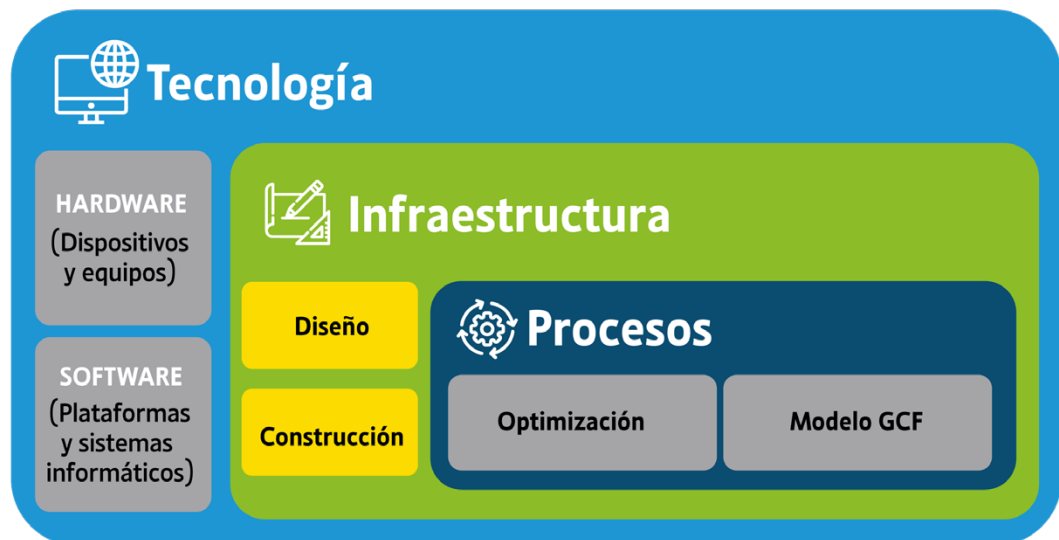 Tecnología
HARDWARE
(Dispositivos
y equipos)
SOFTWARE
(Plataformas
y sistemas
informáticos)
Infraestructura
Diseño
Construcción
Procesos
Optimización
Modelo GCF